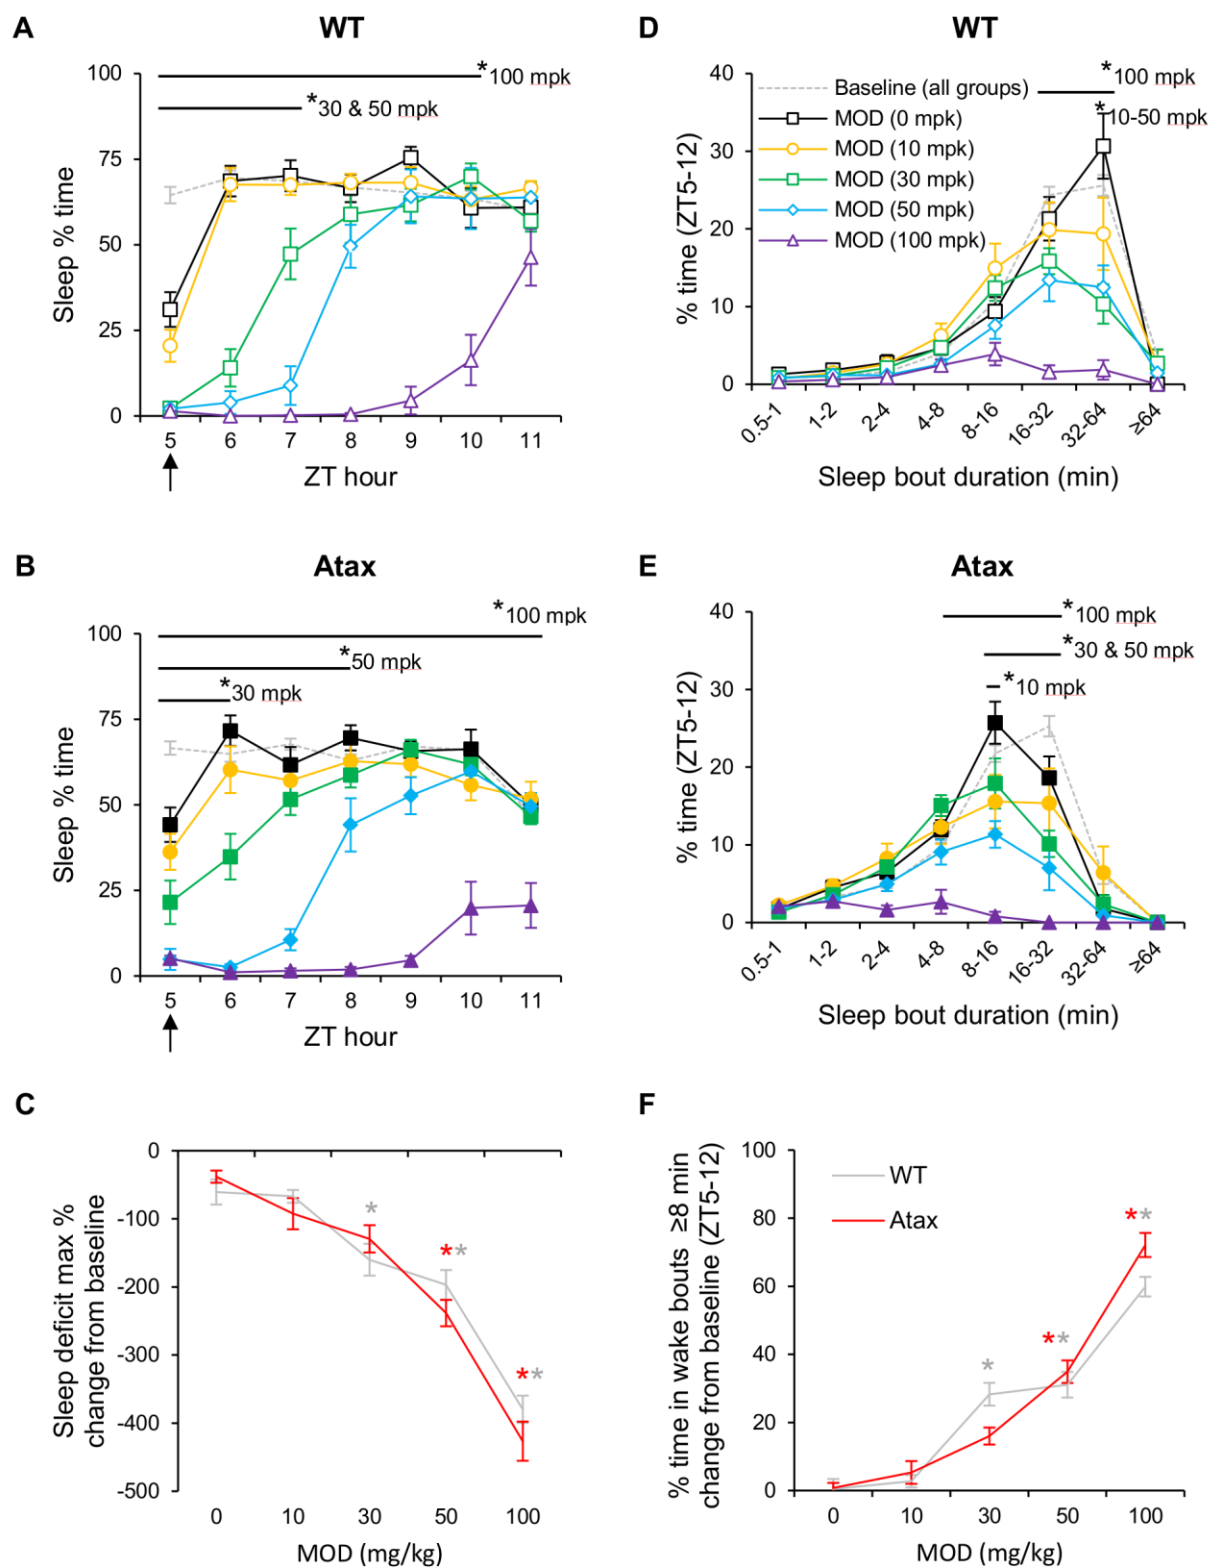 A
WT
Sleep % time
100
75
50
25
0
*100 mpk
*30 & 50 mpk
5 6 7 8 9 10 11
ZT hour
D
WT
% time (ZT5-12)
40
30
20
10
0
*100 mpk
*10-50 mpk
Baseline (all groups)
MOD (0 mpk)
MOD (10 mpk)
MOD (30 mpk)
MOD (50 mpk)
MOD (100 mpk)
0.5-1 1-2 2-4 4-8 8-16 16-32 32-64 ≥64
Sleep bout duration (min)
B
Atax
Sleep % time
100
75
50
25
0
*100 mpk
*50 mpk
*30 mpk
5 6 7 8 9 10 11
ZT hour
E
Atax
% time (ZT5-12)
40
30
20
10
0
*100 mpk
*30 & 50 mpk
*10 mpk
0.5-1 1-2 2-4 4-8 8-16 16-32 32-64 ≥64
Sleep bout duration (min)
C
Sleep deficit max %
change from baseline
0
-100
-200
-300
-400
-500
*
**
**
0 10 30 50 100
MOD (mg/kg)
F
% time in wake bouts ≥8 min
change from baseline (ZT5-12)
100
80
60
40
20
0
WT
Atax
**
**
*
0 10 30 50 100
MOD (mg/kg)